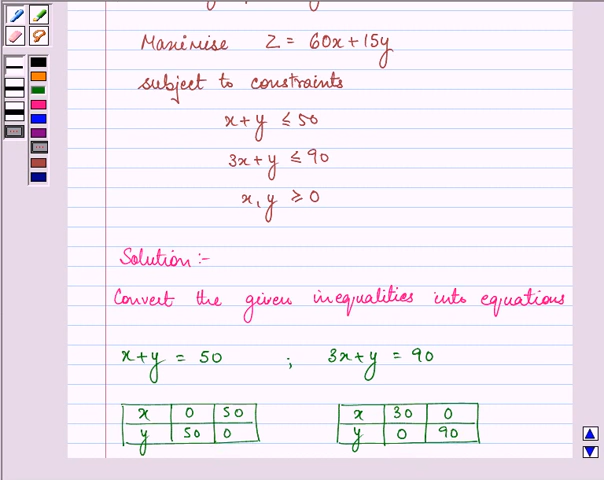 Maximise Z = 60x + 15y
subject to constraints
x + y ≤ 50
3x + y ≤ 90
x, y ≥ 0
Solution :-
Convert the given inequalities into equations
x + y = 50 ; 3x + y = 90
x 0 50 x 30 0
y 50 0 y 0 90